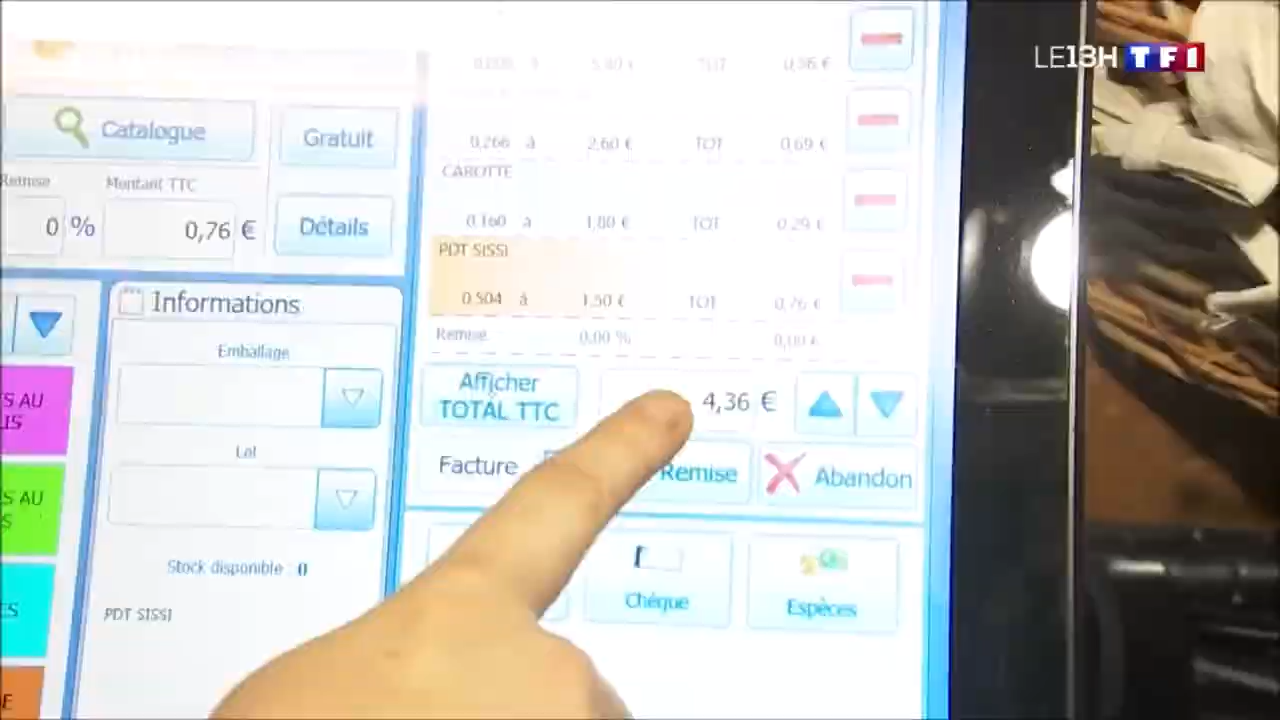 LE13H TF1
Catalogue
Gratuit
Remise
Montant TTC
0 %
0,76 €
Détails
TOT
0,266 à 2,60 € TOT 0,69 €
CAROTTE
0,160 à 1,80 € TOT 0,29 €
PDT SISSI
0,504 à 1,50 € TOT 0,76 €
Remise 0,00 % 0,00 €
Informations
Emballage
Lot
Stock disponible : 0
PDT SISSI
S AU
S AU
Afficher
TOTAL TTC
4,36 €
Facture
Remise
Abandon
Chèque
Espèces